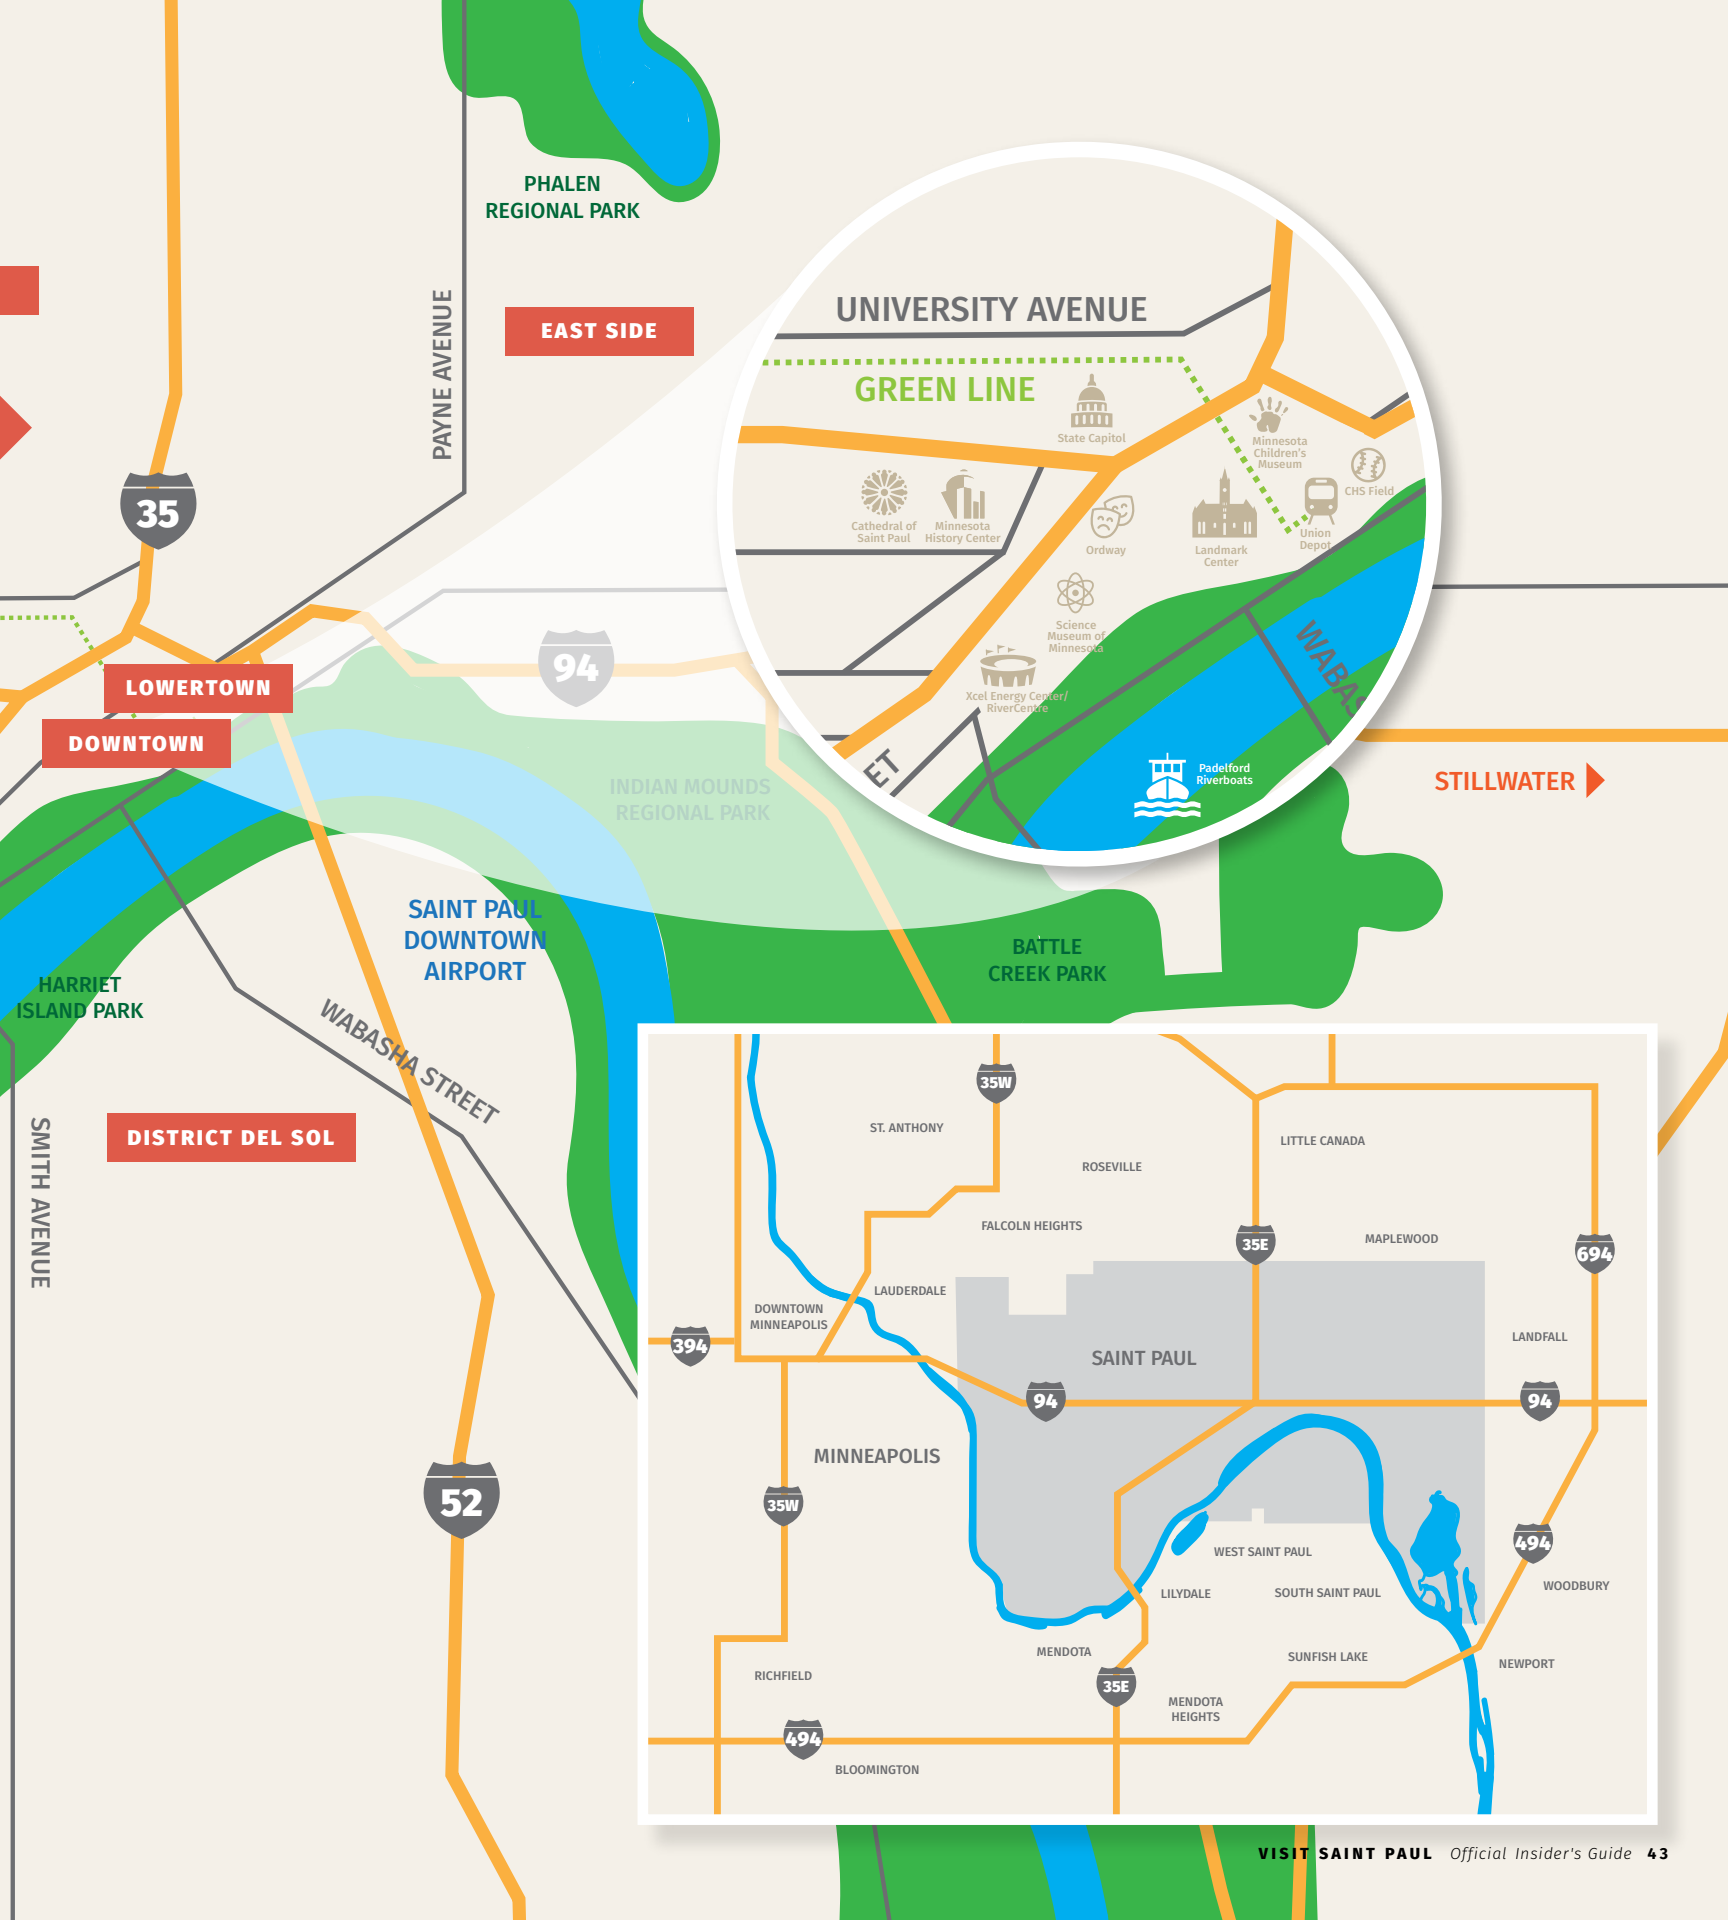 PHALEN
REGIONAL PARK
PAYNE AVENUE
EAST SIDE
35
UNIVERSITY AVENUE
GREEN LINE
State Capitol
Minnesota
Children's
Museum
CHS Field
Cathedral of
Saint Paul
Minnesota
History Center
Ordway
Landmark
Center
Union
Depot
Science
Museum of
Minnesota
Xcel Energy Center/
RiverCentre
WABAS
ET
Padelford
Riverboats
94
LOWERTOWN
DOWNTOWN
INDIAN MOUNDS
REGIONAL PARK
STILLWATER
SAINT PAUL
DOWNTOWN
AIRPORT
BATTLE
CREEK PARK
HARRIET
ISLAND PARK
WABASHA STREET
DISTRICT DEL SOL
SMITH AVENUE
52
35W
ST. ANTHONY
LITTLE CANADA
ROSEVILLE
FALCOLN HEIGHTS
35E
MAPLEWOOD
694
LAUDERDALE
DOWNTOWN
MINNEAPOLIS
394
LANDFALL
SAINT PAUL
94
94
MINNEAPOLIS
35W
494
WEST SAINT PAUL
LILYDALE
SOUTH SAINT PAUL
WOODBURY
MENDOTA
SUNFISH LAKE
NEWPORT
RICHFIELD
35E
MENDOTA
HEIGHTS
494
BLOOMINGTON
VISIT SAINT PAUL Official Insider's Guide 43